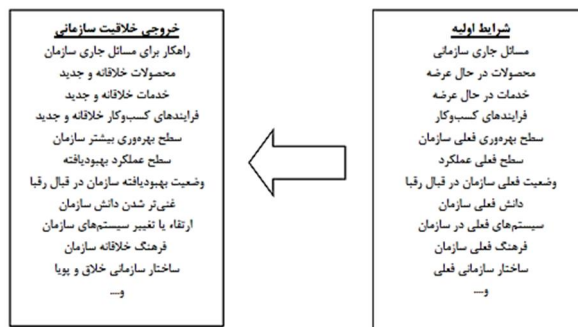 شرایط اولیه
مسائل جاری سازمانی
محصولات در حال عرضه
خدمات در حال عرضه
فرایندهای کسب‌وکار
سطح بهره‌وری فعلی سازمان
سطح فعلی عملکرد
وضعیت فعلی سازمان در قبال رقبا
دانش فعلی سازمان
سیستم‌های فعلی در سازمان
فرهنگ فعلی سازمان
ساختار سازمانی فعلی
و...
خروجی خلاقیت سازمانی
راهکار برای مسائل جاری سازمان
محصولات خلاقانه و جدید
خدمات خلاقانه و جدید
فرایندهای کسب‌وکار خلاقانه و جدید
سطح بهره‌وری بیشتر سازمان
سطح عملکرد بهبودیافته
وضعیت بهبودیافته سازمان در قبال رقبا
غنی‌تر شدن دانش سازمان
ارتقاء یا تغییر سیستم‌های سازمان
فرهنگ خلاقانه سازمان
ساختار سازمانی خلاق و پویا
و...